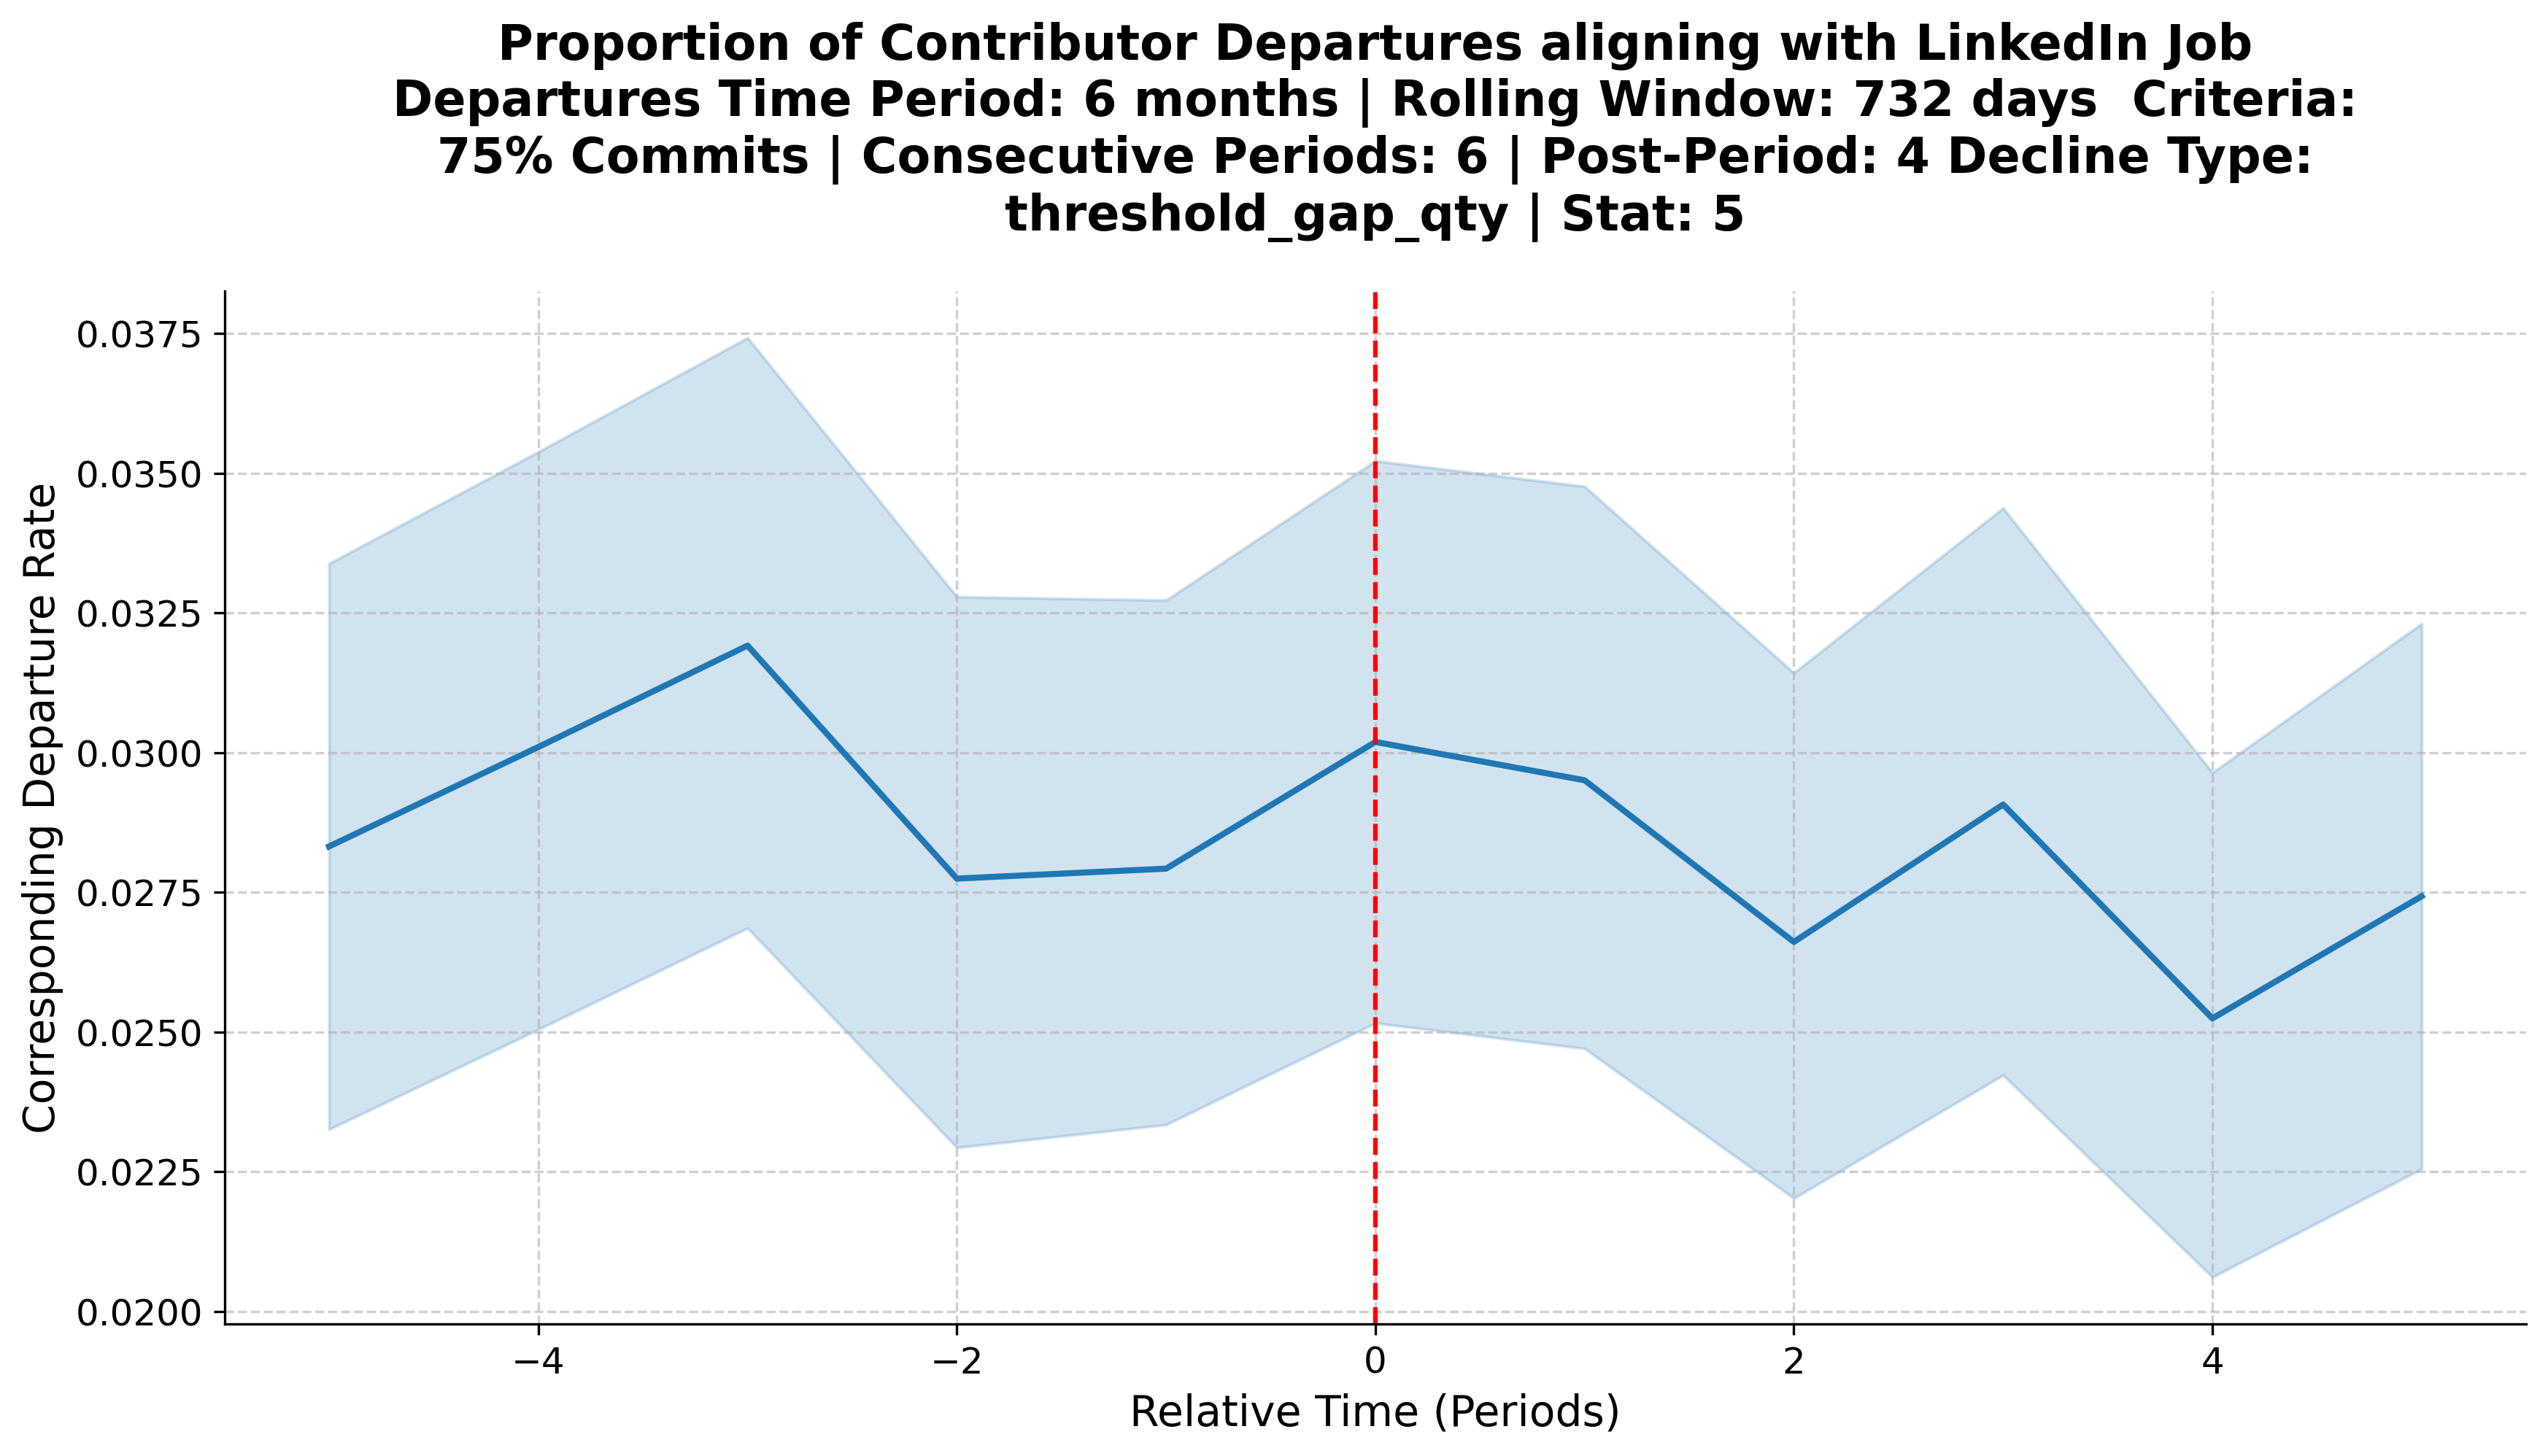 Proportion of Contributor Departures aligning with LinkedIn Job
Departures Time Period: 6 months | Rolling Window: 732 days  Criteria:
75% Commits | Consecutive Periods: 6 | Post-Period: 4 Decline Type:
threshold_gap_qty | Stat: 5
Corresponding Departure Rate
0.0375
0.0350
0.0325
0.0300
0.0275
0.0250
0.0225
0.0200
−4
−2
0
2
4
Relative Time (Periods)